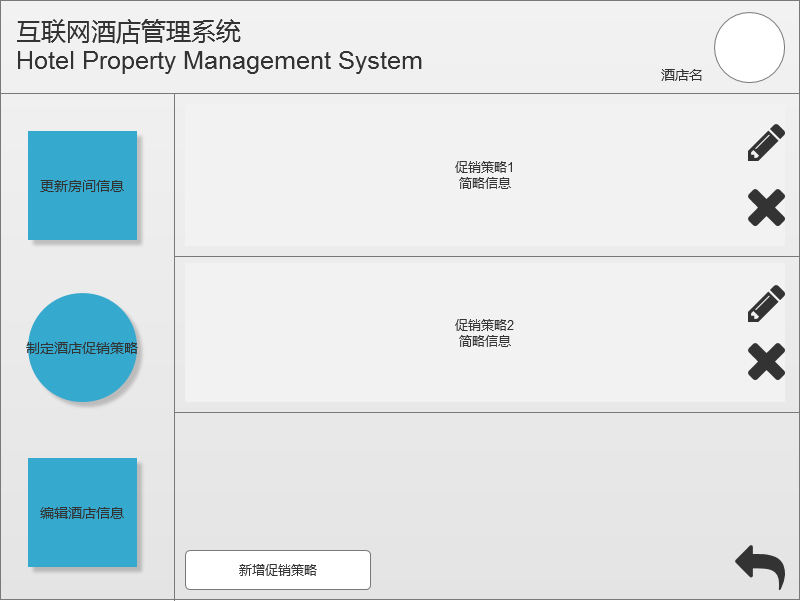 互联网酒店管理系统
Hotel Property Management System
酒店名
更新房间信息
促销策略1
简略信息
制定酒店促销策略
促销策略2
简略信息
编辑酒店信息
新增促销策略